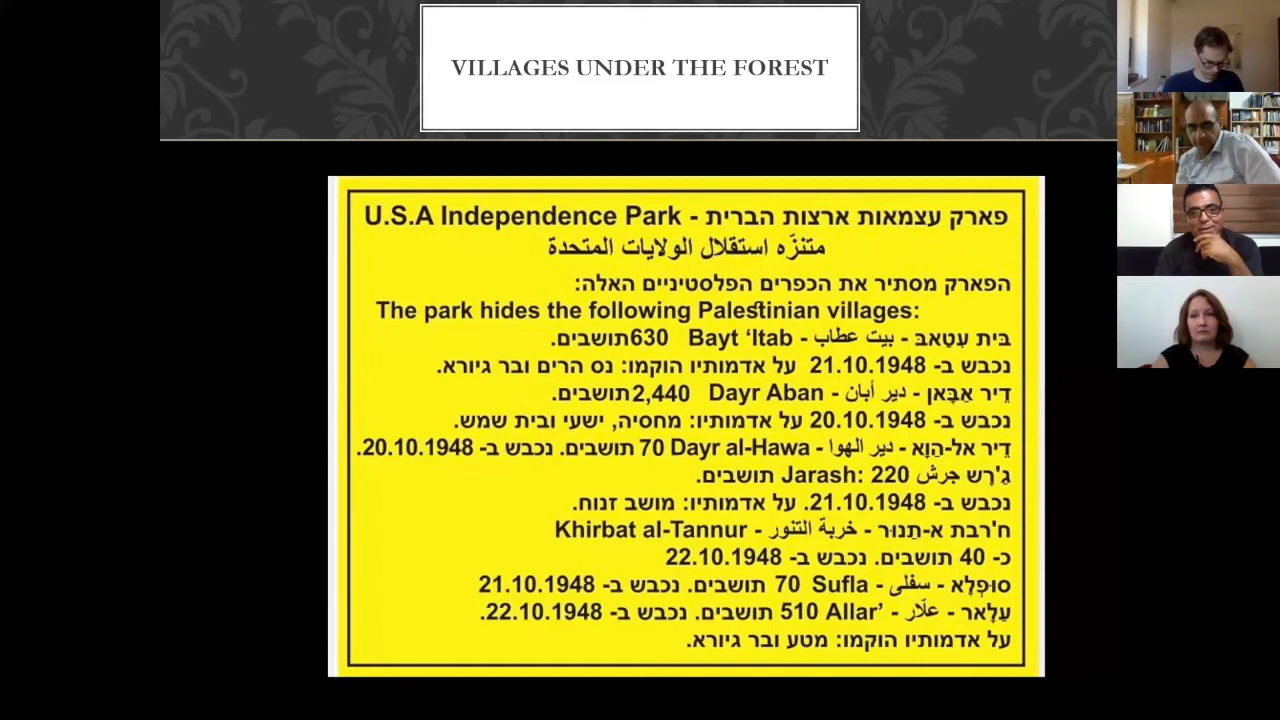 VILLAGES UNDER THE FOREST
פארק עצמאות ארצות הברית - U.S.A Independence Park
متنزّه استقلال الولايات المتحدة
הפארק מסתיר את הכפרים הפלסטיניים האלה:
The park hides the following Palestinian villages:
בּית עִטַאבּ - بيت عطاب - Bayt ‘Itab 630תושבים.
נכבש ב- 21.10.1948 על אדמותיו הוקמו: נס הרים ובר גיורא.
דֵיר אַבָּאן - دير أبان - Dayr Aban 2,440תושבים.
נכבש ב- 20.10.1948 על אדמותיו: מחסיה, ישעי ובית שמש.
דֵיר אל-הַוָא - دير الهوا - Dayr al-Hawa 70 תושבים. נכבש ב- 20.10.1948.
גַ'רָש جرش Jarash: 220 תושבים.
נכבש ב- 21.10.1948. על אדמותיו: מושב זנוח.
ח'רבת א-תַנוּר - خربة التنور - Khirbat al-Tannur
כ- 40 תושבים. נכבש ב- 22.10.1948
סוּפְלָא - سفلى - Sufla 70 תושבים. נכבש ב- 21.10.1948
עַלָאר - علّار - ’Allar 510 תושבים. נכבש ב- 22.10.1948.
על אדמותיו הוקמו: מטע ובר גיורא.